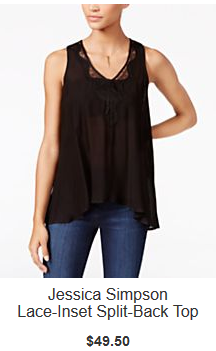 Jessica Simpson
Lace-Inset Split-Back Top
$49.50